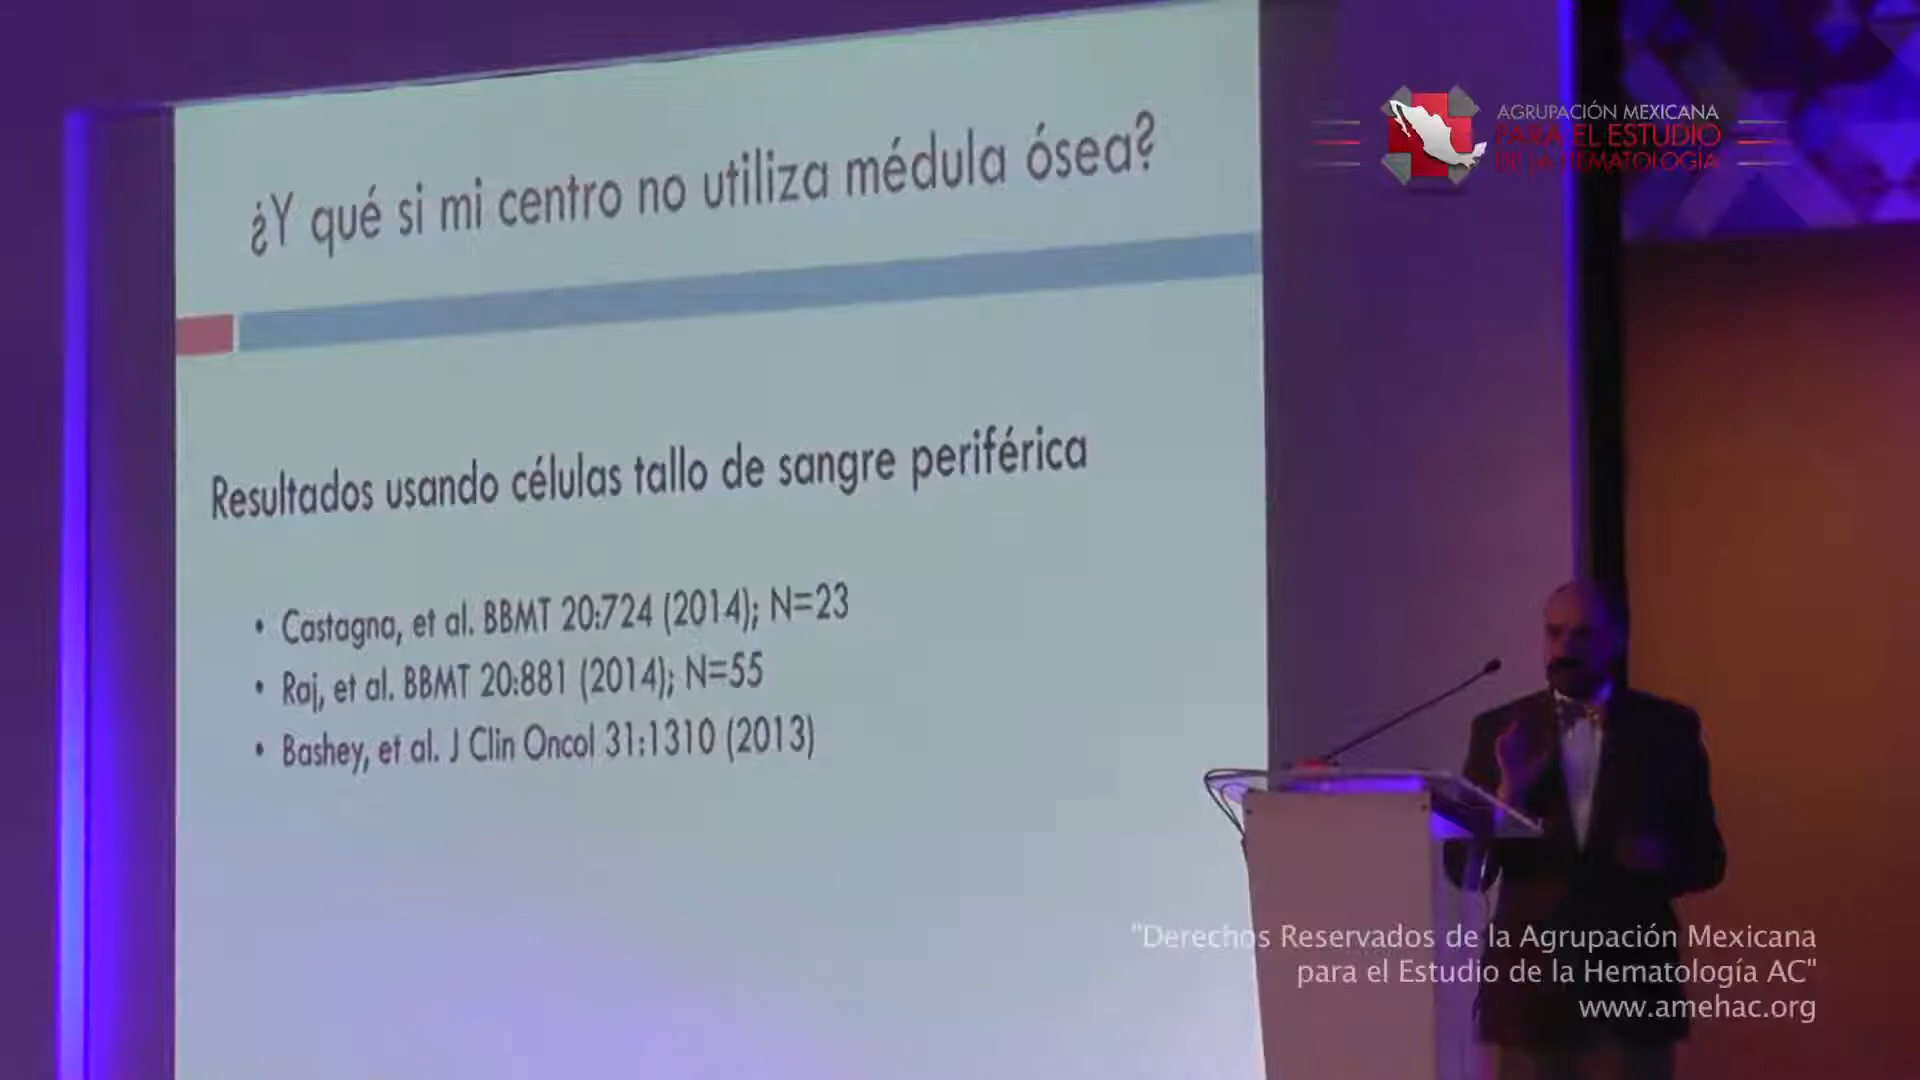 ¿Y qué si mi centro no utiliza médula ósea?
Resultados usando células tallo de sangre periférica
• Castagna, et al. BBMT 20:724 (2014); N=23
• Raj, et al. BBMT 20:881 (2014); N=55
• Bashey, et al. J Clin Oncol 31:1310 (2013)
AGRUPACIÓN MEXICANA
PARA EL ESTUDIO
DE LA HEMATOLOGÍA
"Derechos Reservados de la Agrupación Mexicana
para el Estudio de la Hematología AC"
www.amehac.org